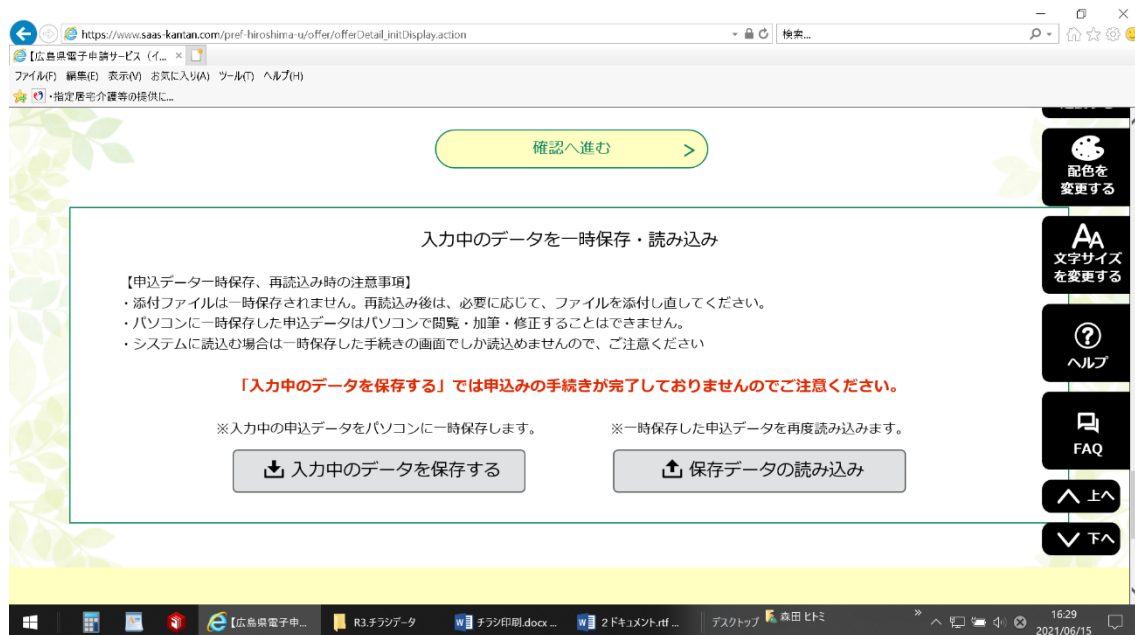 https://www.saas-kantan.com/pref-hiroshima-u/offer/offerDetail_initDisplay.action
検索...
【広島県電子申請サービス（イ...
ファイル(F) 編集(E) 表示(V) お気に入り(A) ツール(T) ヘルプ(H)
・指定居宅介護等の提供に...
確認へ進む
配色を
変更する
入力中のデータを一時保存・読み込み
文字サイズ
を変更する
【申込データ一時保存、再読込み時の注意事項】
・添付ファイルは一時保存されません。再読込み後は、必要に応じて、ファイルを添付し直してください。
・パソコンに一時保存した申込データはパソコンで閲覧・加筆・修正することはできません。
・システムに読込む場合は一時保存した手続きの画面でしか読込めませんので、ご注意ください
ヘルプ
「入力中のデータを保存する」では申込みの手続きが完了しておりませんのでご注意ください。
※入力中の申込データをパソコンに一時保存します。
※一時保存した申込データを再度読み込みます。
FAQ
入力中のデータを保存する
保存データの読み込み
上へ
下へ
【広島県電子申...
R3.チラシデータ
チラシ印刷.docx ...
2 ドキュメント.rtf ...
デスクトップ
森田 ヒトミ
16:29
2021/06/15